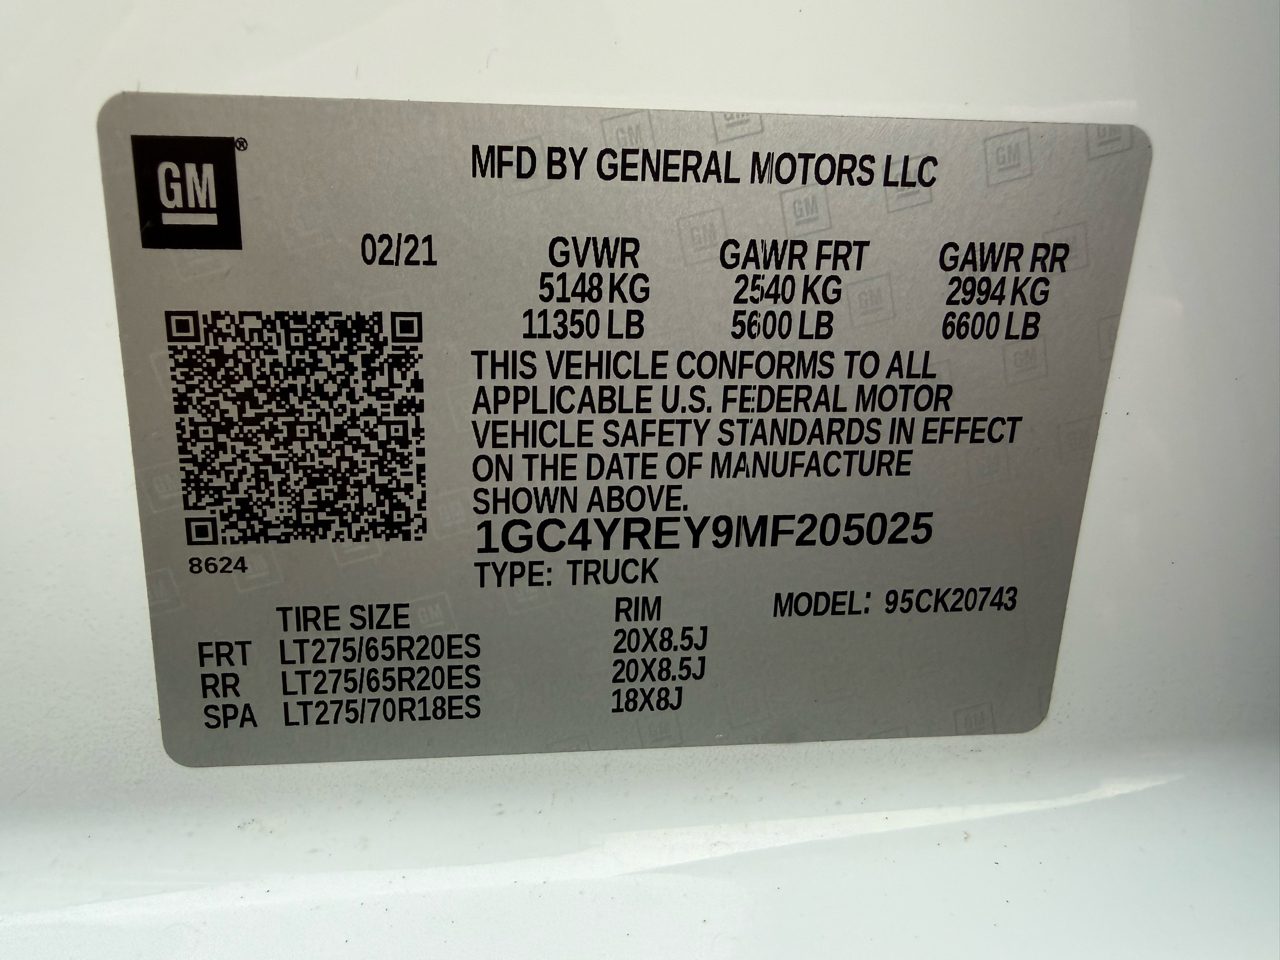 GM®
MFD BY GENERAL MOTORS LLC
02/21 GVWR GAWR FRT GAWR RR
5148 KG 2540 KG 2994 KG
11350 LB 5600 LB 6600 LB
THIS VEHICLE CONFORMS TO ALL
APPLICABLE U.S. FEDERAL MOTOR
VEHICLE SAFETY STANDARDS IN EFFECT
ON THE DATE OF MANUFACTURE
SHOWN ABOVE.
1GC4YREY9MF205025
8624
TYPE: TRUCK
TIRE SIZE RIM MODEL: 95CK20743
FRT LT275/65R20ES 20X8.5J
RR LT275/65R20ES 20X8.5J
SPA LT275/70R18ES 18X8J